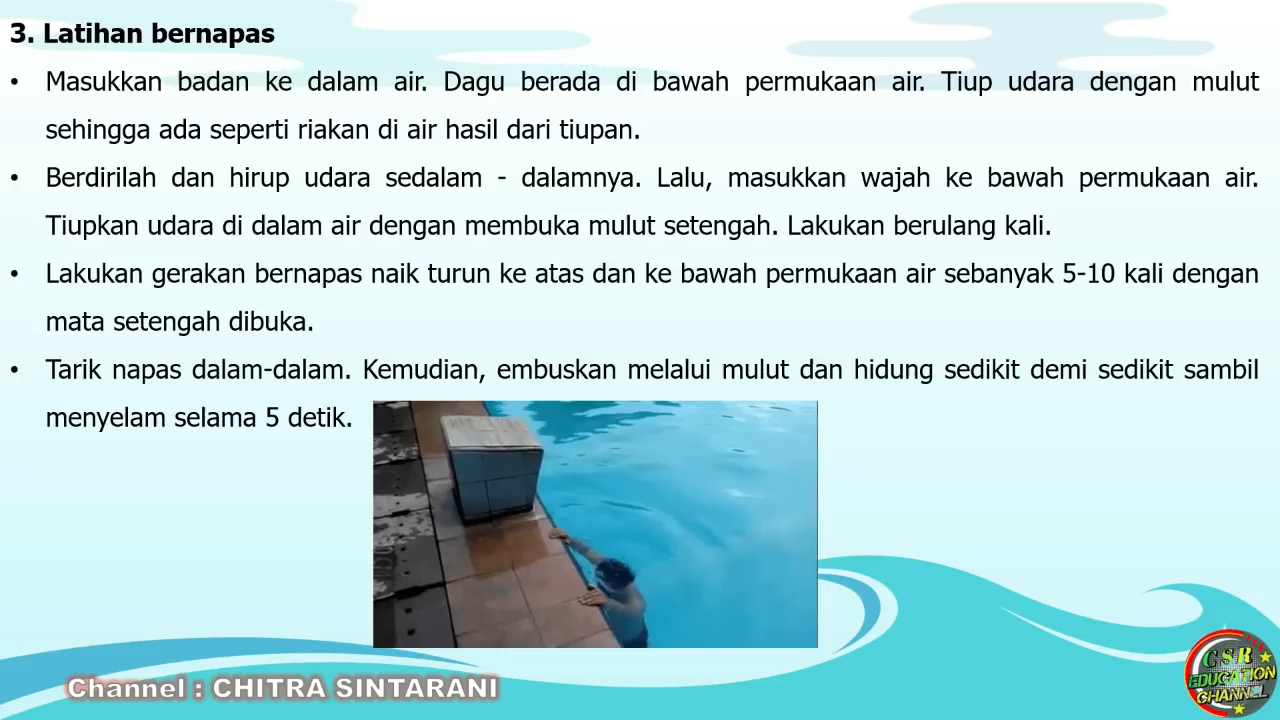 3. Latihan bernapas
• Masukkan badan ke dalam air. Dagu berada di bawah permukaan air. Tiup udara dengan mulut
sehingga ada seperti riakan di air hasil dari tiupan.
• Berdirilah dan hirup udara sedalam - dalamnya. Lalu, masukkan wajah ke bawah permukaan air.
Tiupkan udara di dalam air dengan membuka mulut setengah. Lakukan berulang kali.
• Lakukan gerakan bernapas naik turun ke atas dan ke bawah permukaan air sebanyak 5-10 kali dengan
mata setengah dibuka.
• Tarik napas dalam-dalam. Kemudian, embuskan melalui mulut dan hidung sedikit demi sedikit sambil
menyelam selama 5 detik.
Channel : CHITRA SINTARANI
CSR
EDUCATION
CHANNEL